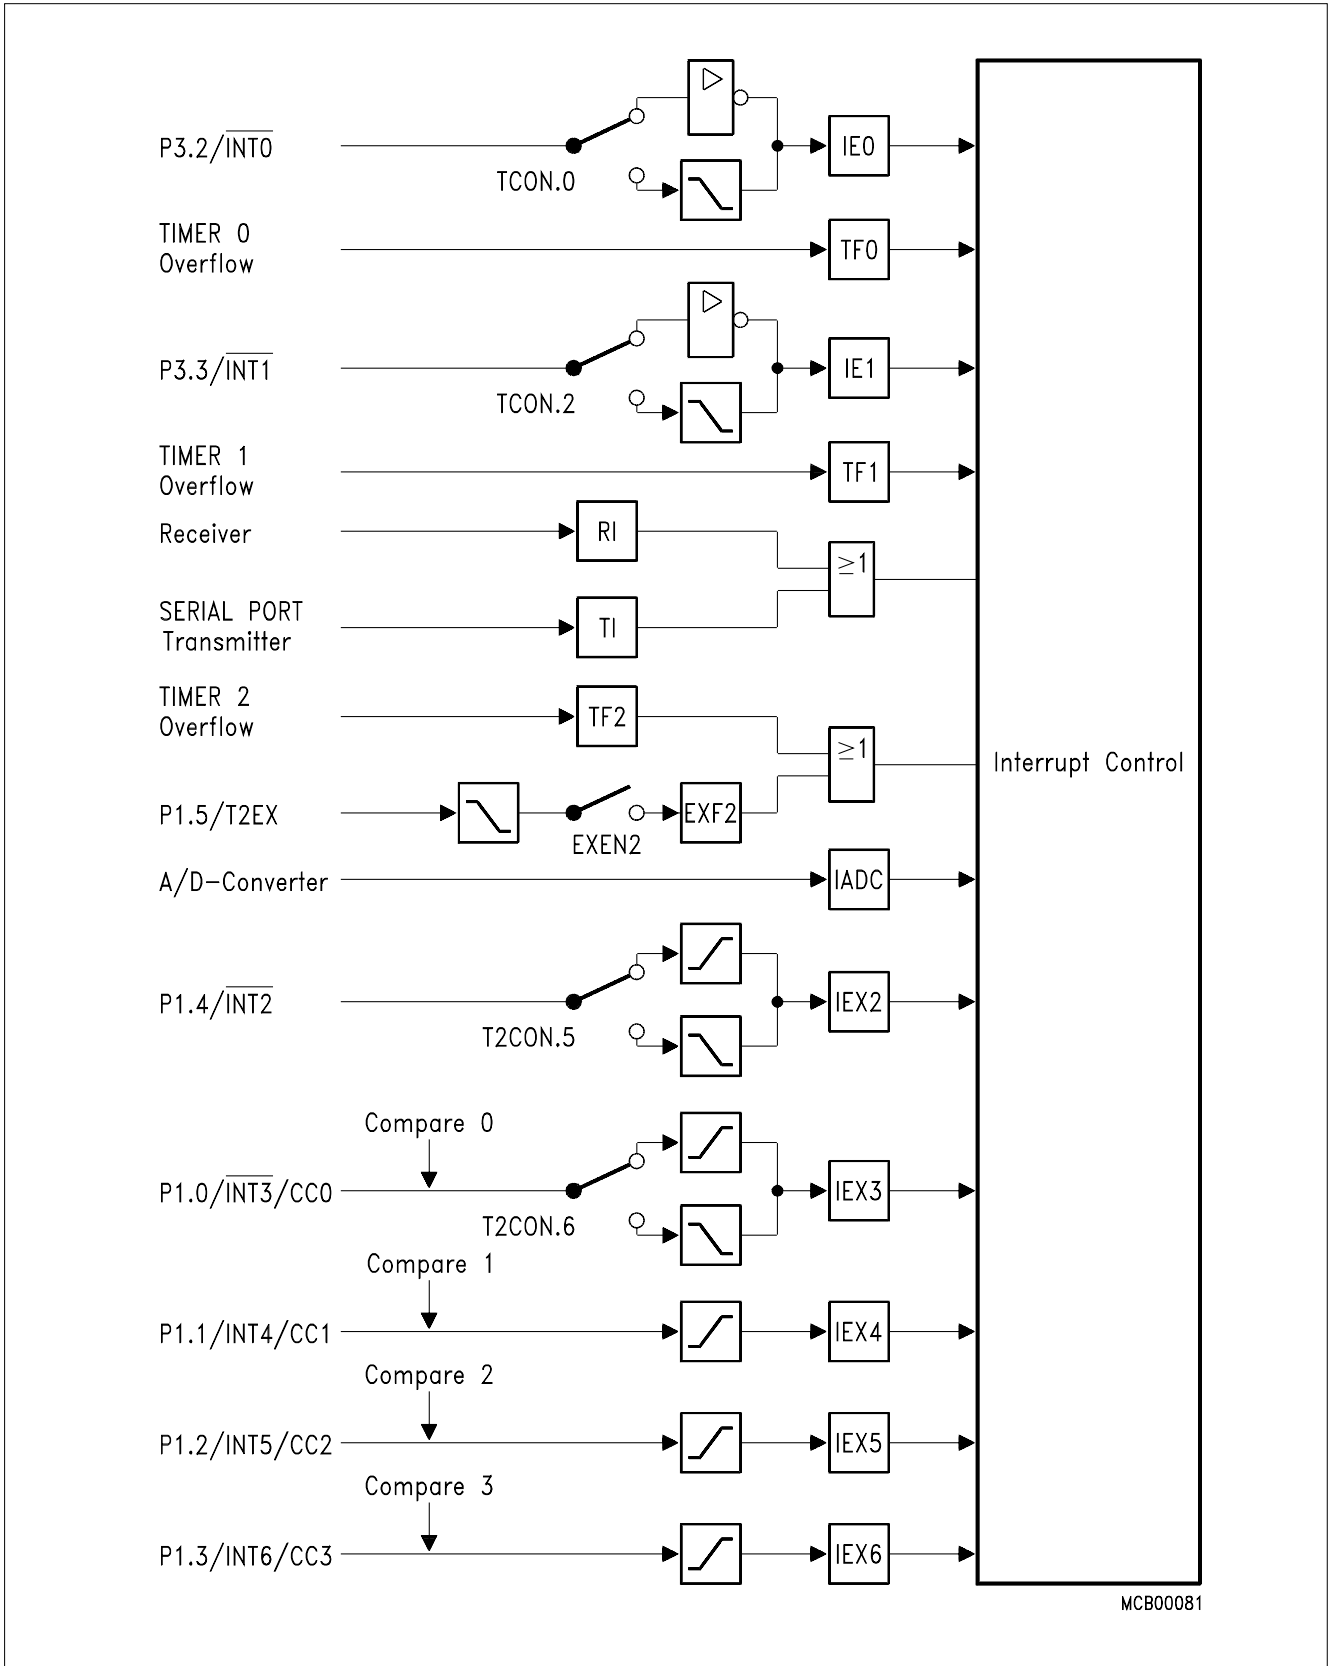 P3.2/INT0
TCON.0
IE0
TIMER 0
Overflow
TF0
P3.3/INT1
TCON.2
IE1
TIMER 1
Overflow
TF1
Receiver
RI
≥1
SERIAL PORT
Transmitter
TI
TIMER 2
Overflow
TF2
≥1
Interrupt Control
P1.5/T2EX
EXEN2
EXF2
A/D-Converter
IADC
P1.4/INT2
T2CON.5
IEX2
Compare 0
P1.0/INT3/CC0
T2CON.6
IEX3
Compare 1
P1.1/INT4/CC1
IEX4
Compare 2
P1.2/INT5/CC2
IEX5
Compare 3
P1.3/INT6/CC3
IEX6
MCB00081